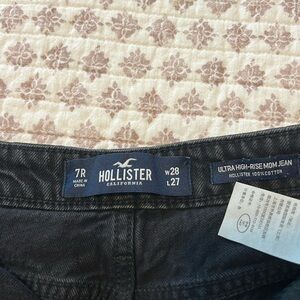 7R
MADE IN
CHINA
HOLLISTER
CALIFORNIA
W28
L27
ULTRA HIGH-RISE MOM JEAN
HOLLISTER 100% COTTON